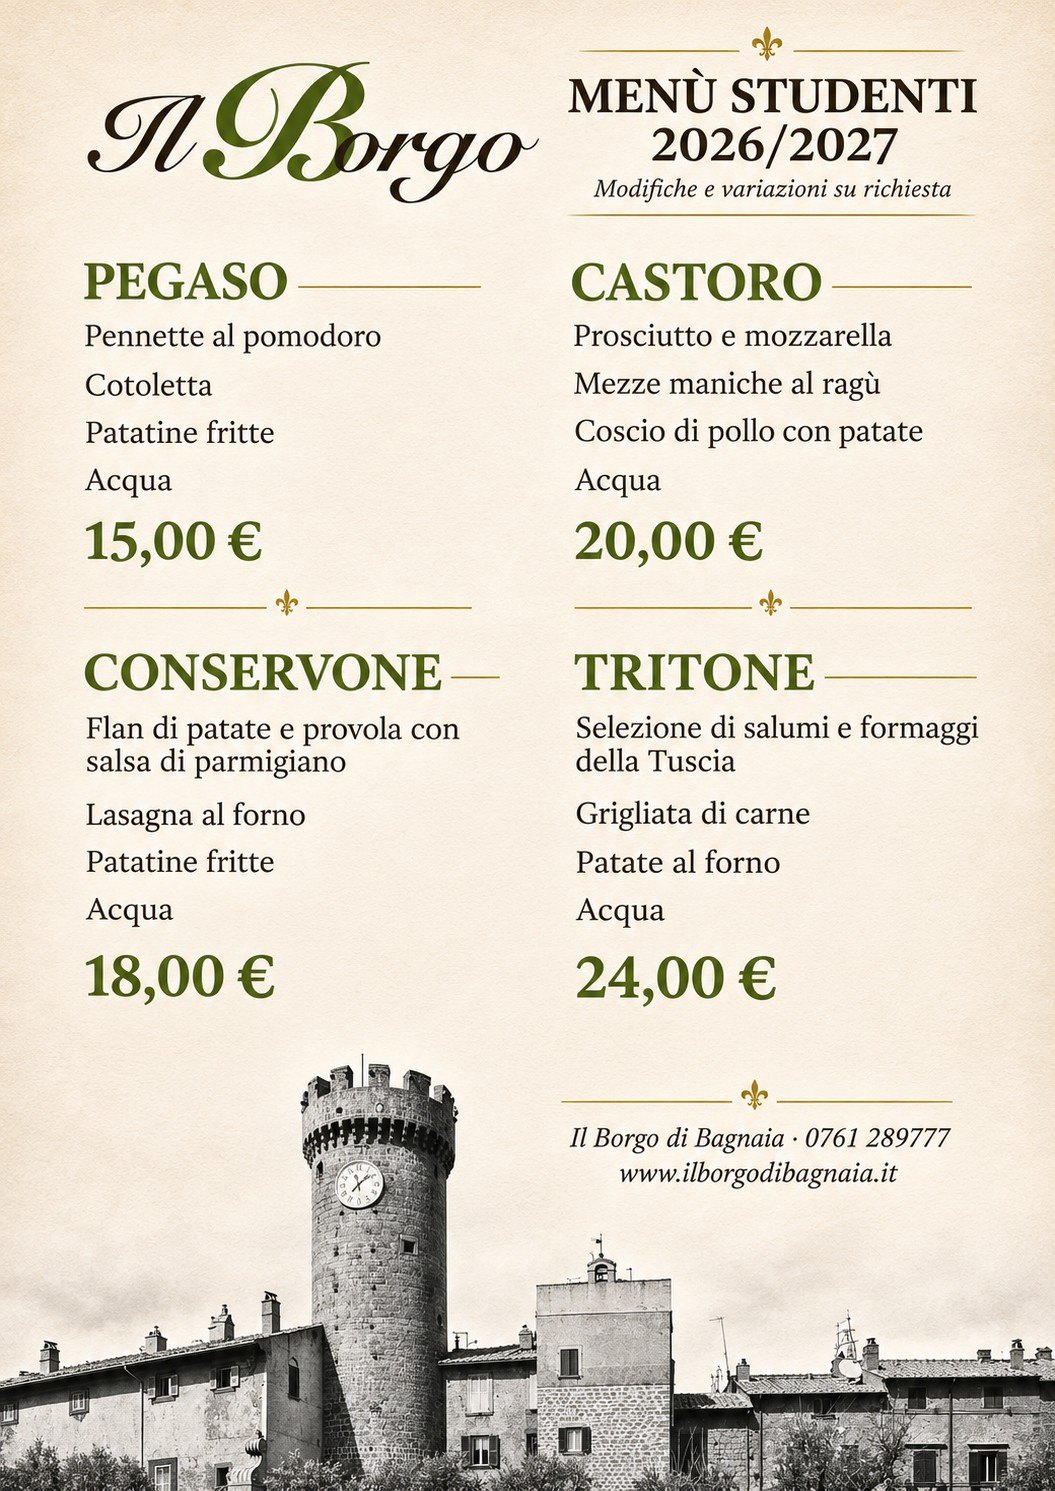 Il Borgo
MENÙ STUDENTI
2026/2027
Modifiche e variazioni su richiesta
PEGASO
Pennette al pomodoro
Cotoletta
Patatine fritte
Acqua
15,00 €
CASTORO
Prosciutto e mozzarella
Mezze maniche al ragù
Coscio di pollo con patate
Acqua
20,00 €
CONSERVONE
Flan di patate e provola con
salsa di parmigiano
Lasagna al forno
Patatine fritte
Acqua
18,00 €
TRITONE
Selezione di salumi e formaggi
della Tuscia
Grigliata di carne
Patate al forno
Acqua
24,00 €
Il Borgo di Bagnaia · 0761 289777
www.ilborgodibagnaia.it